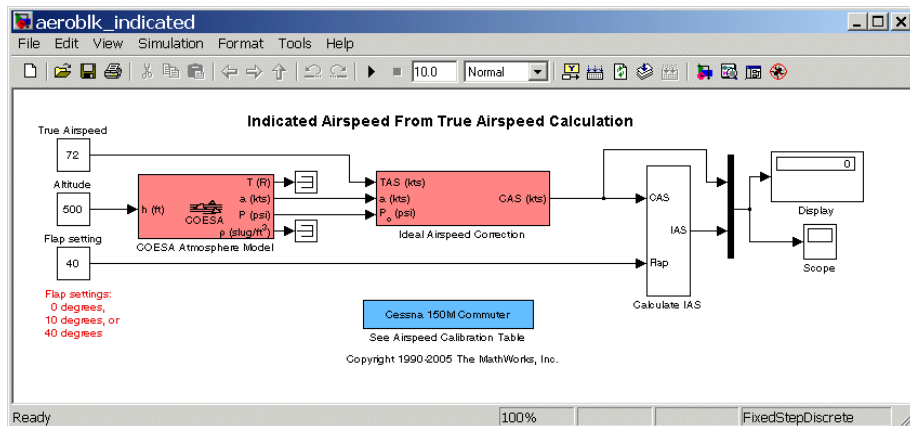 aeroblk_indicated
File Edit View Simulation Format Tools Help
10.0 Normal
Indicated Airspeed From True Airspeed Calculation
True Airspeed
72
Altitude
500
Flap setting
40
Flap settings:
0 degrees,
10 degrees, or
40 degrees
h (ft)
COESA
T (R)
a (kts)
P (psi)
ρ (slug/ft³)
COESA Atmosphere Model
TAS (kts)
a (kts)
P₀ (psi)
CAS (kts)
Ideal Airspeed Correction
CAS
IAS
Flap
Calculate IAS
0
Display
Scope
Cessna 150M Commuter
See Airspeed Calibration Table
Copyright 1990-2005 The MathWorks, Inc.
Ready 100% FixedStepDiscrete